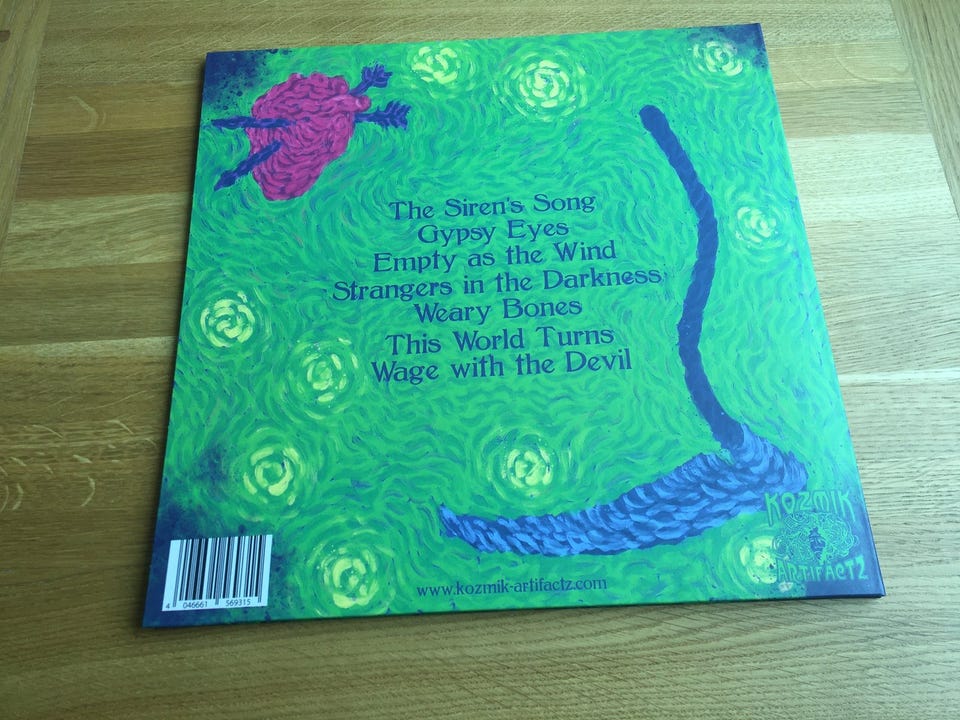 The Siren's Song
Gypsy Eyes
Empty as the Wind
Strangers in the Darkness
Weary Bones
This World Turns
Wage with the Devil
KOZMIK
ARTIFACTZ
www.kozmik-artifactz.com
4 046661 569315